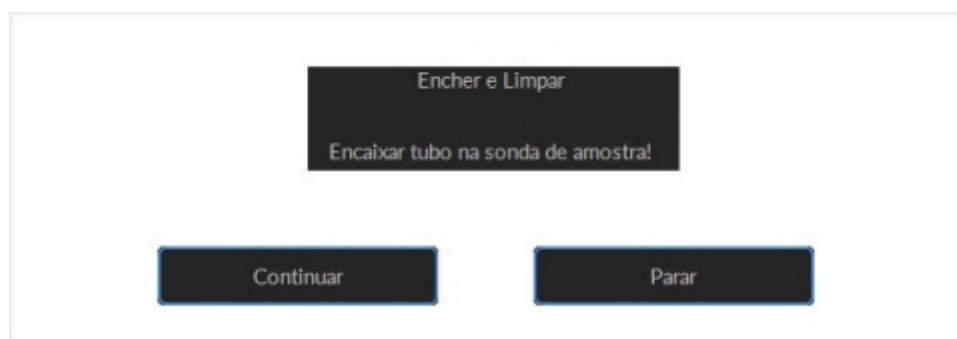 Encher e Limpar
Encaixar tubo na sonda de amostra!
Continuar
Parar